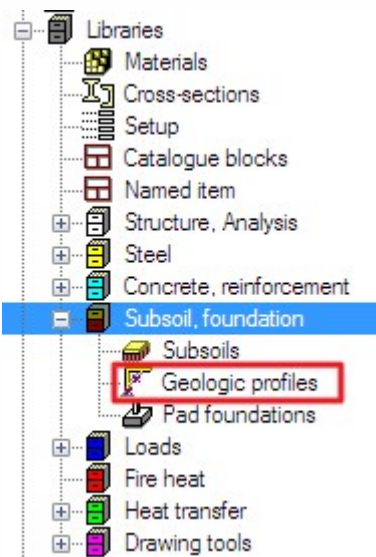 Libraries
Materials
Cross-sections
Setup
Catalogue blocks
Named item
Structure, Analysis
Steel
Concrete, reinforcement
Subsoil, foundation
Subsoils
Geologic profiles
Pad foundations
Loads
Fire heat
Heat transfer
Drawing tools